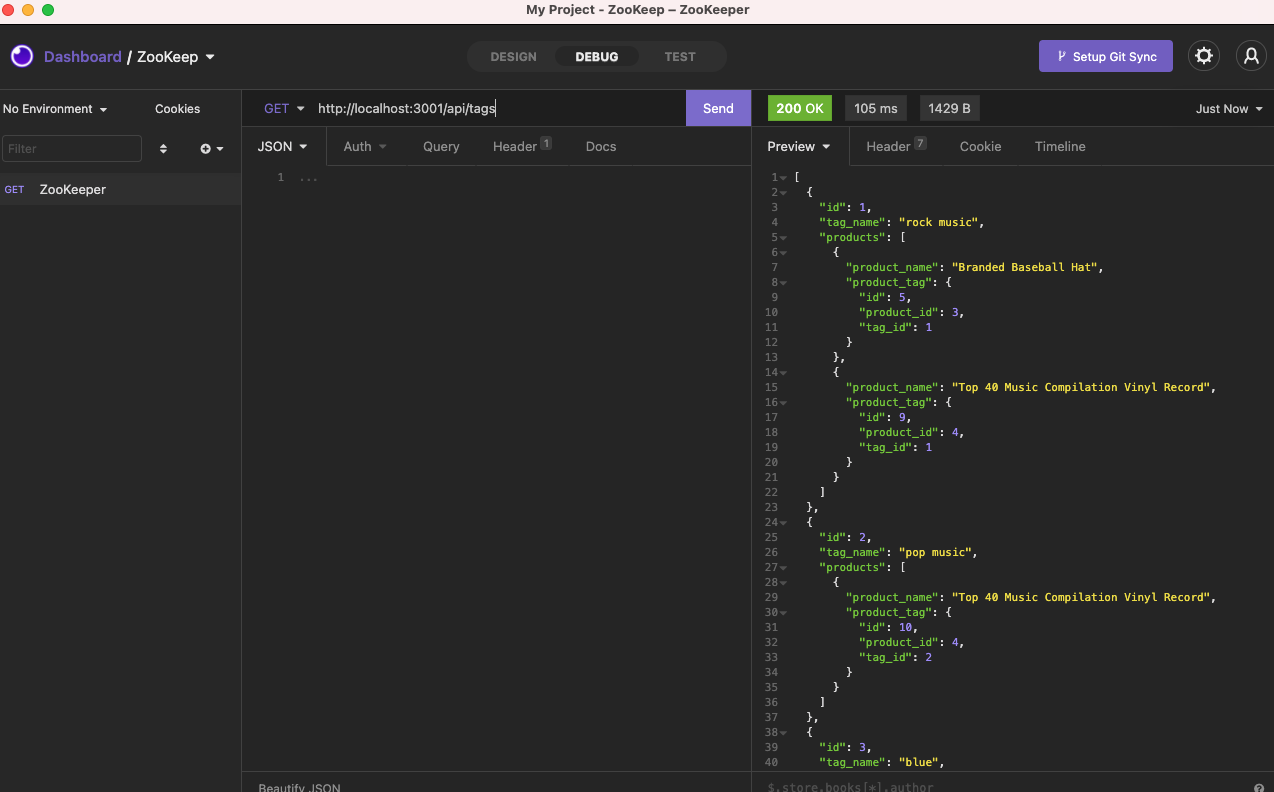 My Project - ZooKeep – ZooKeeper
Dashboard / ZooKeep
DESIGN DEBUG TEST
Setup Git Sync
No Environment Cookies
GET http://localhost:3001/api/tags Send
200 OK 105 ms 1429 B Just Now
Filter
JSON Auth Query Header 1 Docs
Preview Header 7 Cookie Timeline
GET ZooKeeper
1 ...
1 [
2 {
3 "id": 1,
4 "tag_name": "rock music",
5 "products": [
6 {
7 "product_name": "Branded Baseball Hat",
8 "product_tag": {
9 "id": 5,
10 "product_id": 3,
11 "tag_id": 1
12 }
13 },
14 {
15 "product_name": "Top 40 Music Compilation Vinyl Record",
16 "product_tag": {
17 "id": 9,
18 "product_id": 4,
19 "tag_id": 1
20 }
21 }
22 ]
23 },
24 {
25 "id": 2,
26 "tag_name": "pop music",
27 "products": [
28 {
29 "product_name": "Top 40 Music Compilation Vinyl Record",
30 "product_tag": {
31 "id": 10,
32 "product_id": 4,
33 "tag_id": 2
34 }
35 }
36 ]
37 },
38 {
39 "id": 3,
40 "tag_name": "blue",
Beautify JSON
$.store.books[*].author